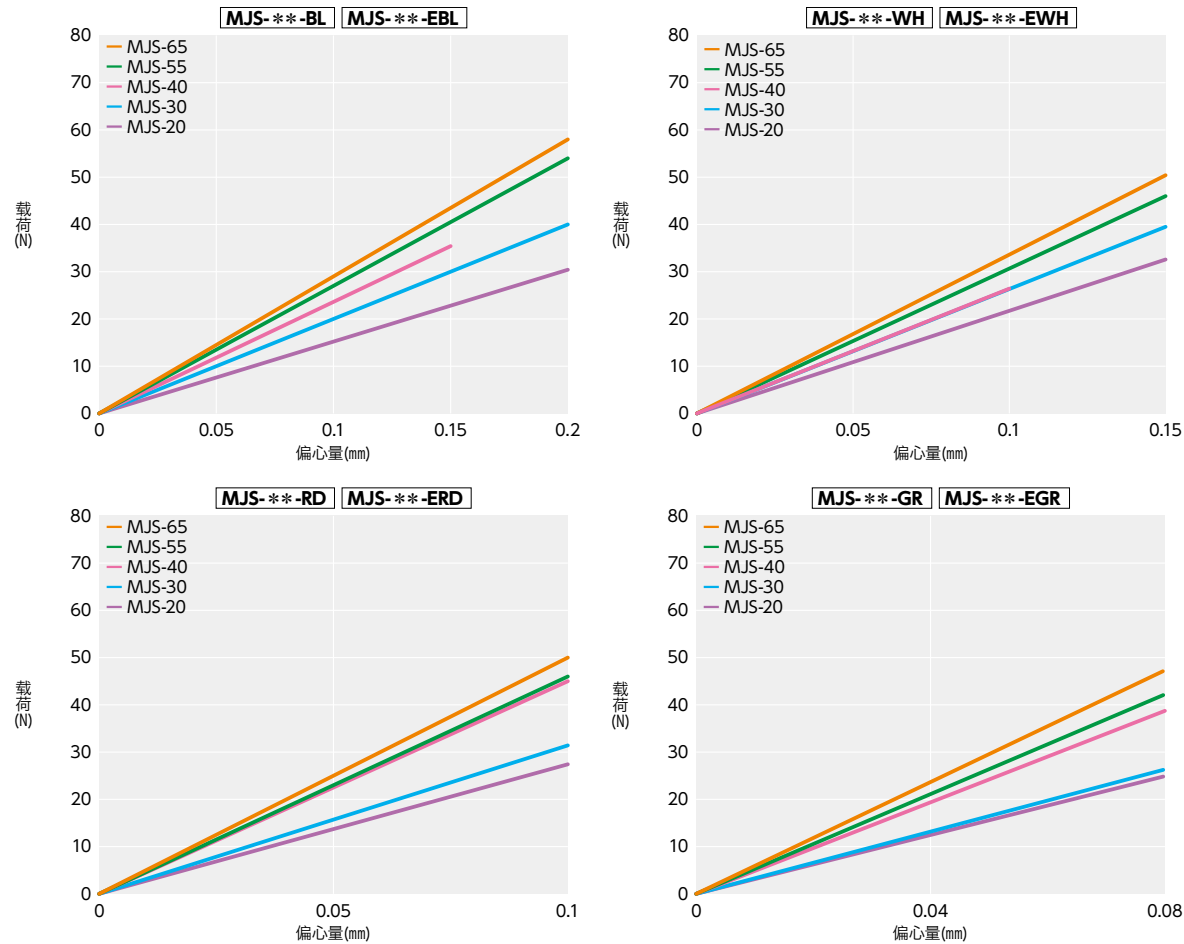 MJS-**-BL MJS-**-EBL
80
70
60
50
40
30
20
10
0
MJS-65
MJS-55
MJS-40
MJS-30
MJS-20
载荷(N)
0 0.05 0.1 0.15 0.2
偏心量(㎜)
MJS-**-WH MJS-**-EWH
80
70
60
50
40
30
20
10
0
MJS-65
MJS-55
MJS-40
MJS-30
MJS-20
载荷(N)
0 0.05 0.1 0.15
偏心量(㎜)
MJS-**-RD MJS-**-ERD
80
70
60
50
40
30
20
10
0
MJS-65
MJS-55
MJS-40
MJS-30
MJS-20
载荷(N)
0 0.05 0.1
偏心量(㎜)
MJS-**-GR MJS-**-EGR
80
70
60
50
40
30
20
10
0
MJS-65
MJS-55
MJS-40
MJS-30
MJS-20
载荷(N)
0 0.04 0.08
偏心量(㎜)